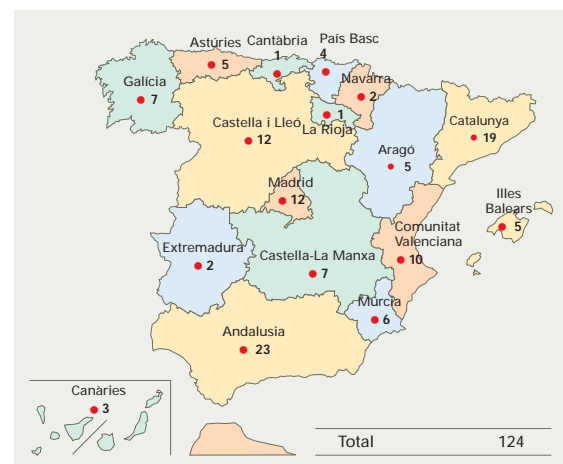 Astúries
5
Cantàbria
1
País Basc
4
Galícia
7
Navarra
2
Castella i Lleó
12
1
La Rioja
Catalunya
19
Aragó
5
Madrid
12
Illes
Balears
5
Comunitat
Valenciana
10
Extremadura
2
Castella-La Manxa
7
Múrcia
6
Andalusia
23
Canàries
3
Total 124